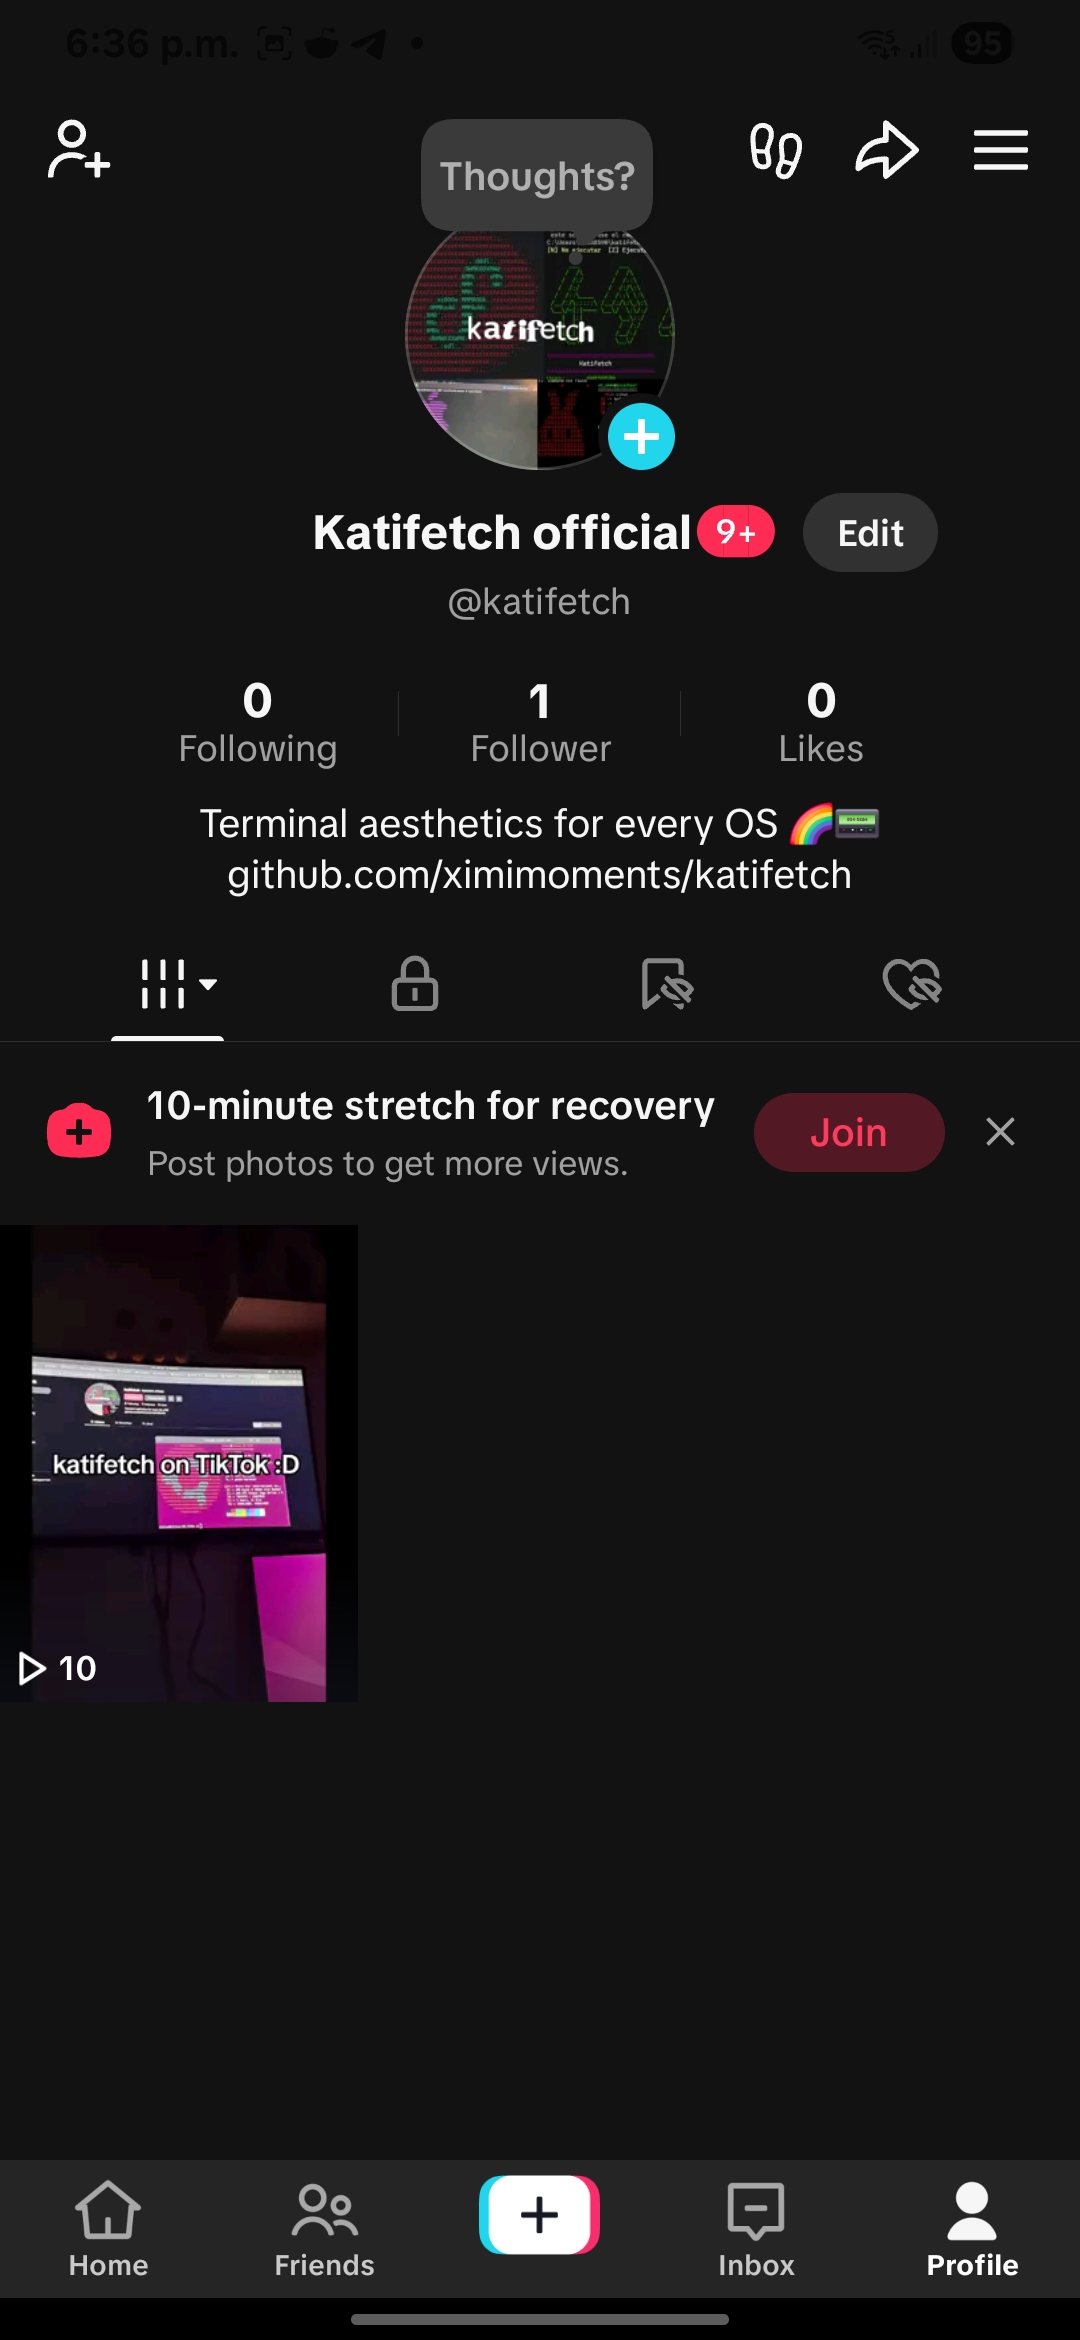 6:36 p.m.
95
Thoughts?
katifetch
KatiFetch
Katifetch official 9+ Edit
@katifetch
0 1 0
Following Follower Likes
Terminal aesthetics for every OS 🌈📟
github.com/ximimoments/katifetch
10-minute stretch for recovery
Post photos to get more views.
Join
katifetch on TikTok :D
10
Home Friends Inbox Profile